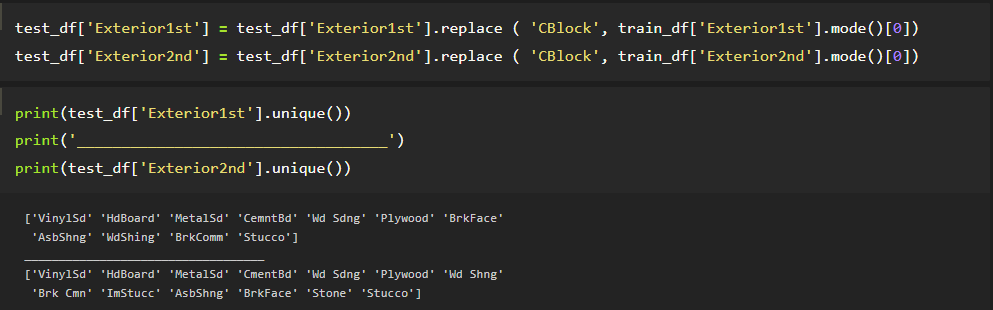 test_df['Exterior1st'] = test_df['Exterior1st'].replace ( 'CBlock', train_df['Exterior1st'].mode()[0])
test_df['Exterior2nd'] = test_df['Exterior2nd'].replace ( 'CBlock', train_df['Exterior2nd'].mode()[0])
print(test_df['Exterior1st'].unique())
print('___________________________________')
print(test_df['Exterior2nd'].unique())
['VinylSd' 'HdBoard' 'MetalSd' 'CemntBd' 'Wd Sdng' 'Plywood' 'BrkFace'
'AsbShng' 'WdShing' 'BrkComm' 'Stucco']
___________________________________
['VinylSd' 'HdBoard' 'MetalSd' 'CmentBd' 'Wd Sdng' 'Plywood' 'Wd Shng'
'Brk Cmn' 'ImStucc' 'AsbShng' 'BrkFace' 'Stone' 'Stucco']